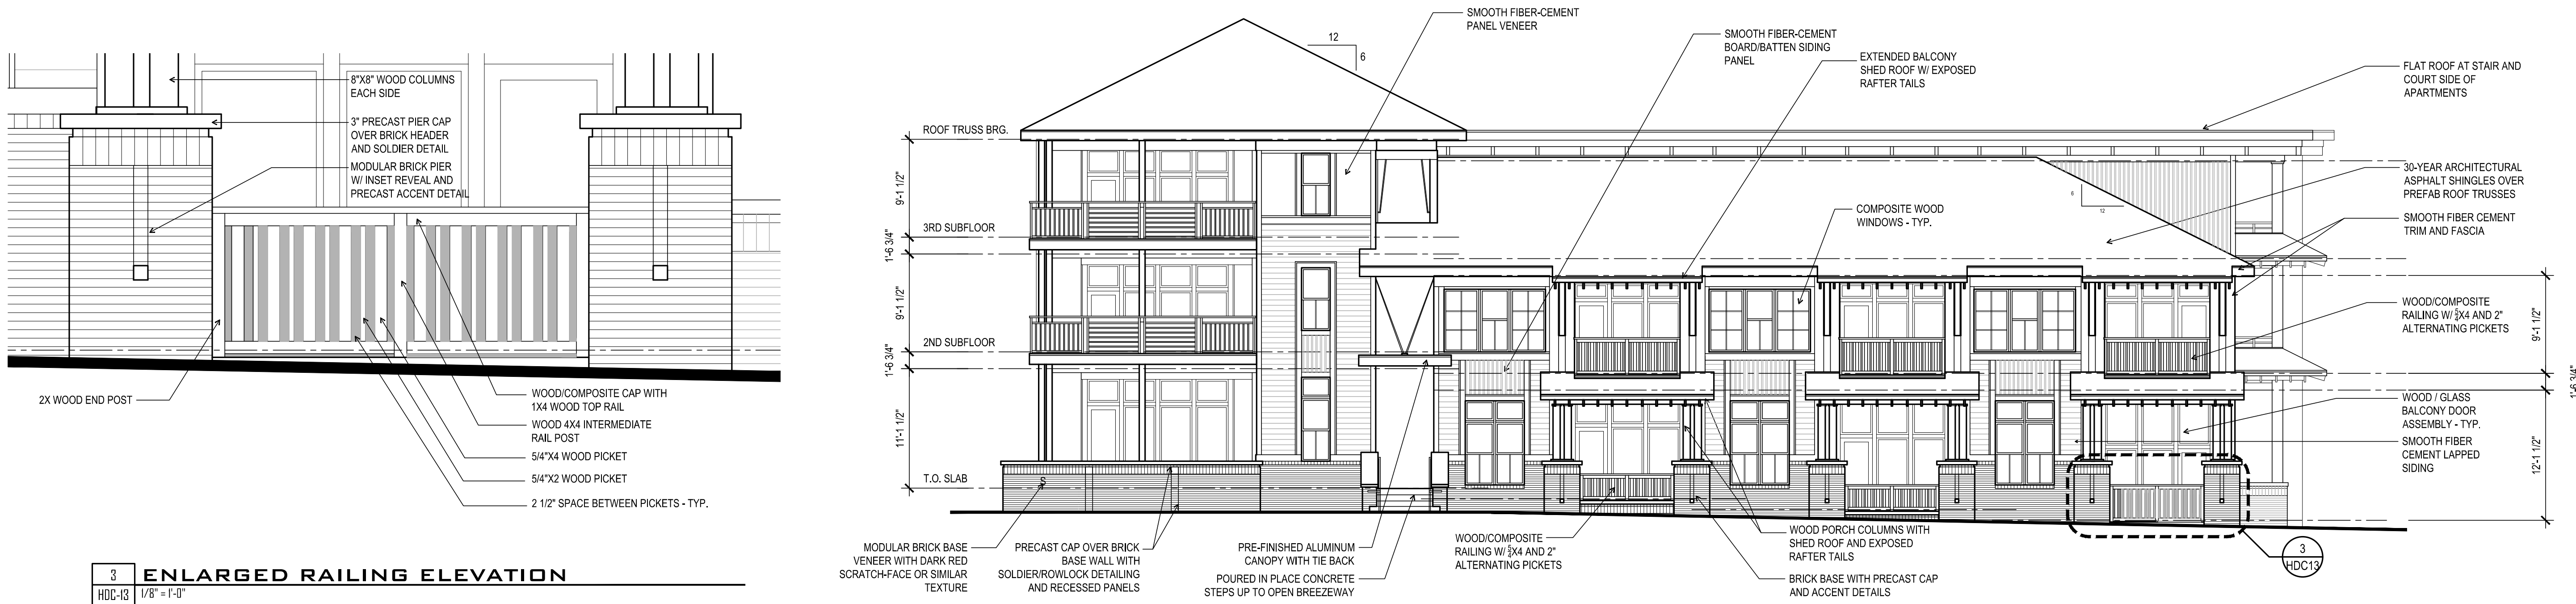 8"X8" WOOD COLUMNS
EACH SIDE
3" PRECAST PIER CAP
OVER BRICK HEADER
AND SOLDIER DETAIL
MODULAR BRICK PIER
W/ INSET REVEAL AND
PRECAST ACCENT DETAIL
2X WOOD END POST
WOOD/COMPOSITE CAP WITH
1X4 WOOD TOP RAIL
WOOD 4X4 INTERMEDIATE
RAIL POST
5/4"X4 WOOD PICKET
5/4"X2 WOOD PICKET
2 1/2" SPACE BETWEEN PICKETS - TYP.
3
HDC-13
ENLARGED RAILING ELEVATION
1/8" = 1'-0"
SMOOTH FIBER-CEMENT
PANEL VENEER
12
6
SMOOTH FIBER-CEMENT
BOARD/BATTEN SIDING
PANEL
EXTENDED BALCONY
SHED ROOF W/ EXPOSED
RAFTER TAILS
FLAT ROOF AT STAIR AND
COURT SIDE OF
APARTMENTS
ROOF TRUSS BRG.
9'-1 1/2"
3RD SUBFLOOR
1'-6 3/4"
9'-1 1/2"
2ND SUBFLOOR
1'-6 3/4"
11'-1 1/2"
T.O. SLAB
S
COMPOSITE WOOD
WINDOWS - TYP.
6
12
30-YEAR ARCHITECTURAL
ASPHALT SHINGLES OVER
PREFAB ROOF TRUSSES
SMOOTH FIBER CEMENT
TRIM AND FASCIA
WOOD/COMPOSITE
RAILING W/ 5/4X4 AND 2"
ALTERNATING PICKETS
9'-1 1/2"
1'-6 3/4"
12'-1 1/2"
WOOD / GLASS
BALCONY DOOR
ASSEMBLY - TYP.
SMOOTH FIBER
CEMENT LAPPED
SIDING
MODULAR BRICK BASE
VENEER WITH DARK RED
SCRATCH-FACE OR SIMILAR
TEXTURE
PRECAST CAP OVER BRICK
BASE WALL WITH
SOLDIER/ROWLOCK DETAILING
AND RECESSED PANELS
PRE-FINISHED ALUMINUM
CANOPY WITH TIE BACK
POURED IN PLACE CONCRETE
STEPS UP TO OPEN BREEZEWAY
WOOD/COMPOSITE
RAILING W/ 5/4X4 AND 2"
ALTERNATING PICKETS
WOOD PORCH COLUMNS WITH
SHED ROOF AND EXPOSED
RAFTER TAILS
BRICK BASE WITH PRECAST CAP
AND ACCENT DETAILS
3
HDC13